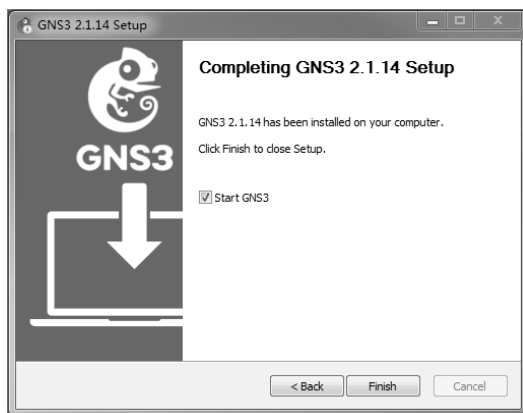 GNS3 2.1.14 Setup
Completing GNS3 2.1.14 Setup
GNS3 2.1.14 has been installed on your computer.
Click Finish to close Setup.
GNS3
Start GNS3
< Back
Finish
Cancel